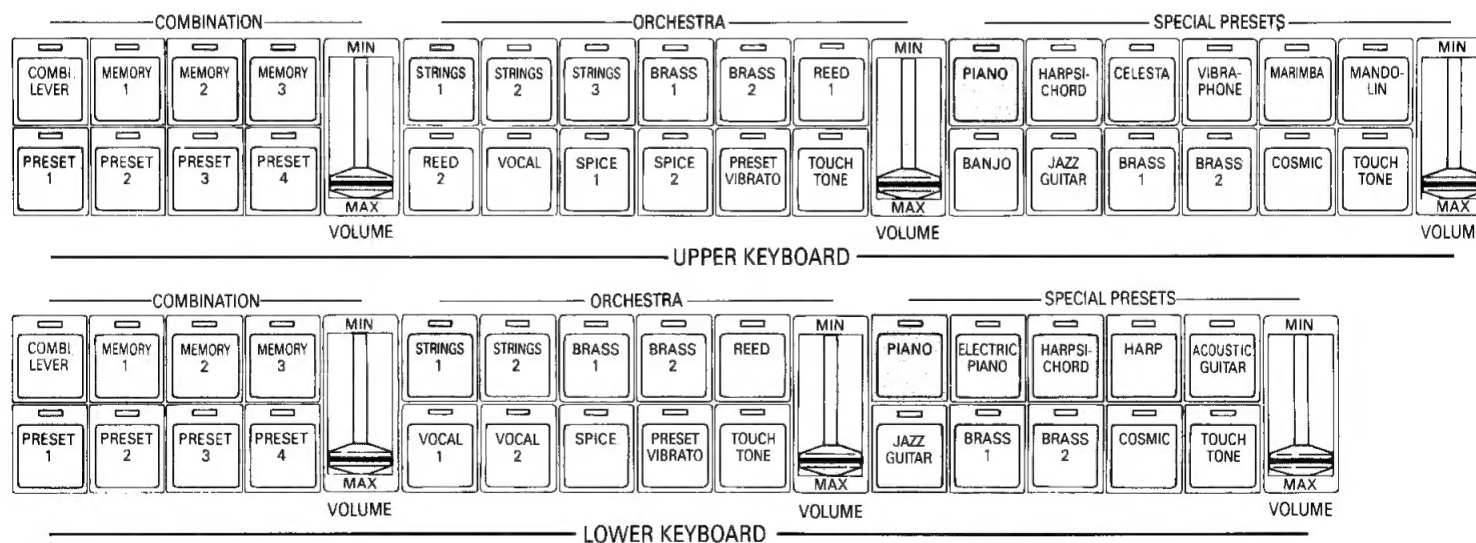 COMBINATION ORCHESTRA SPECIAL PRESETS
COMBI. LEVER
MEMORY 1
MEMORY 2
MEMORY 3
MIN
STRINGS 1
STRINGS 2
STRINGS 3
BRASS 1
BRASS 2
REED 1
MIN
PIANO
HARPSI-CHORD
CELESTA
VIBRA-PHONE
MARIMBA
MANDO-LIN
MIN
PRESET 1
PRESET 2
PRESET 3
PRESET 4
MAX
REED 2
VOCAL
SPICE 1
SPICE 2
PRESET VIBRATO
TOUCH TONE
MAX
BANJO
JAZZ GUITAR
BRASS 1
BRASS 2
COSMIC
TOUCH TONE
MAX
VOLUME VOLUME VOLUM
UPPER KEYBOARD
COMBINATION ORCHESTRA SPECIAL PRESETS
COMBI. LEVER
MEMORY 1
MEMORY 2
MEMORY 3
MIN
STRINGS 1
STRINGS 2
BRASS 1
BRASS 2
REED
MIN
PIANO
ELECTRIC PIANO
HARPSI-CHORD
HARP
ACOUSTIC GUITAR
MIN
PRESET 1
PRESET 2
PRESET 3
PRESET 4
MAX
VOCAL 1
VOCAL 2
SPICE
PRESET VIBRATO
TOUCH TONE
MAX
JAZZ GUITAR
BRASS 1
BRASS 2
COSMIC
TOUCH TONE
MAX
VOLUME VOLUME VOLUME
LOWER KEYBOARD